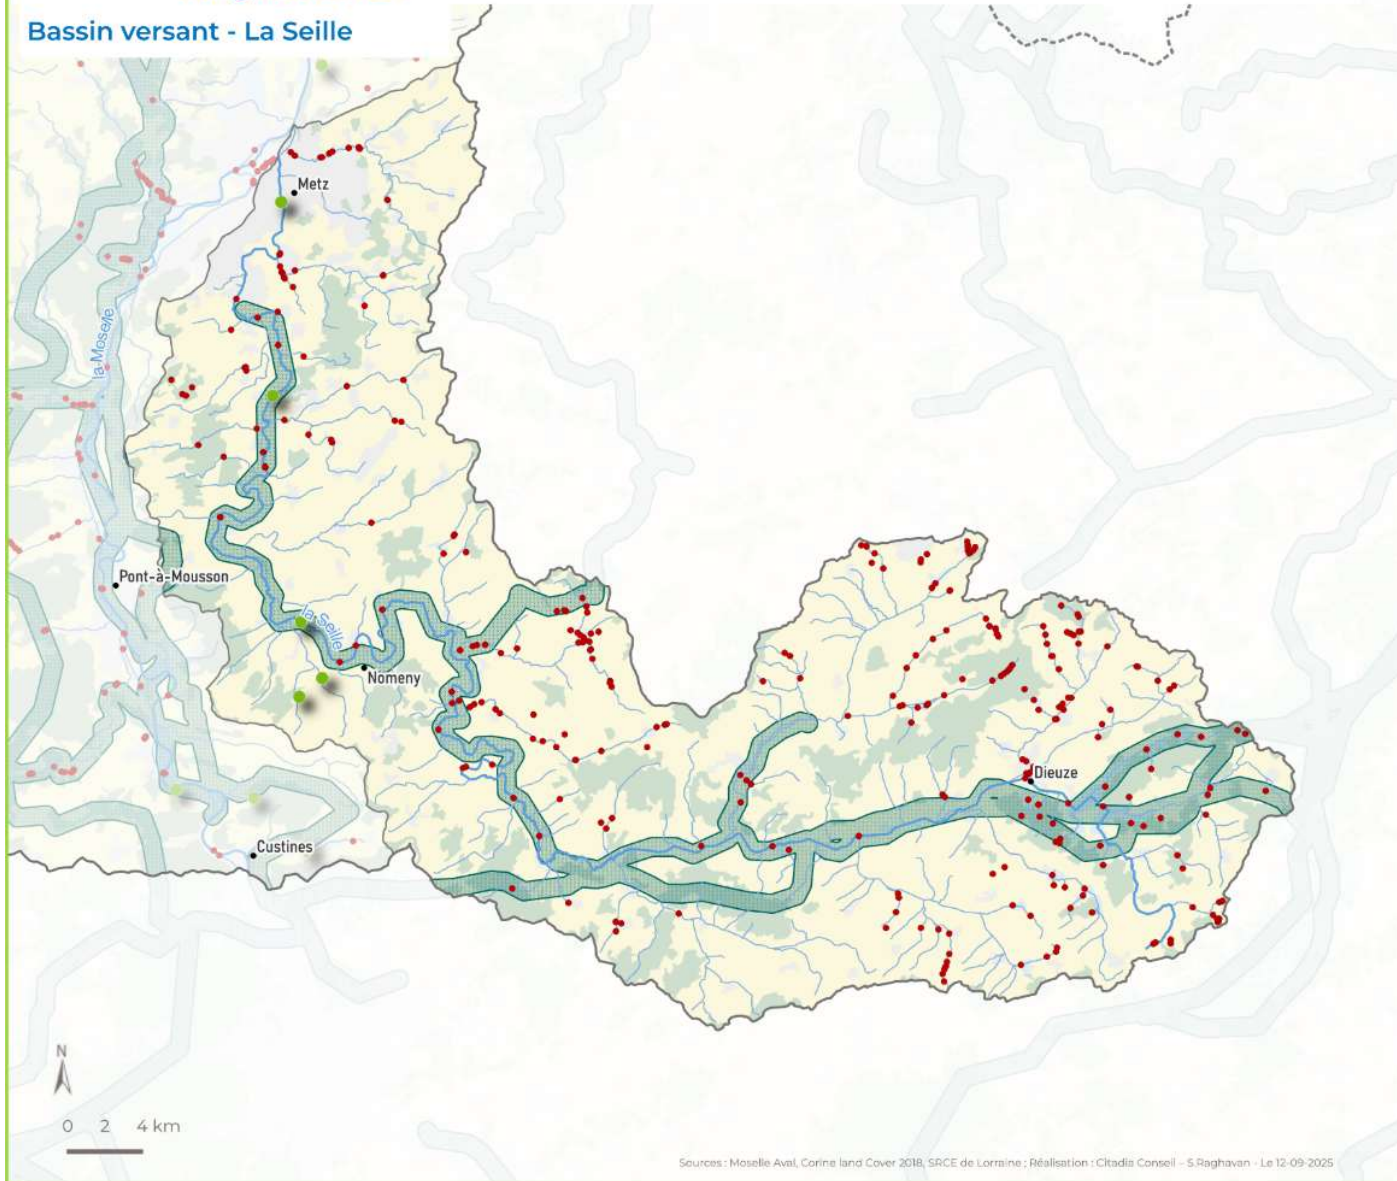 Bassin versant - La Seille
Metz
la-Moselle
Pont-à-Mousson
la Seille
Nomeny
Dieuze
Custines
N
0 2 4 km
Sources : Moselle Aval, Corine land Cover 2018, SRCE de Lorraine ; Réalisation : Citadia Conseil – S.Raghavan - Le 12-09-2025